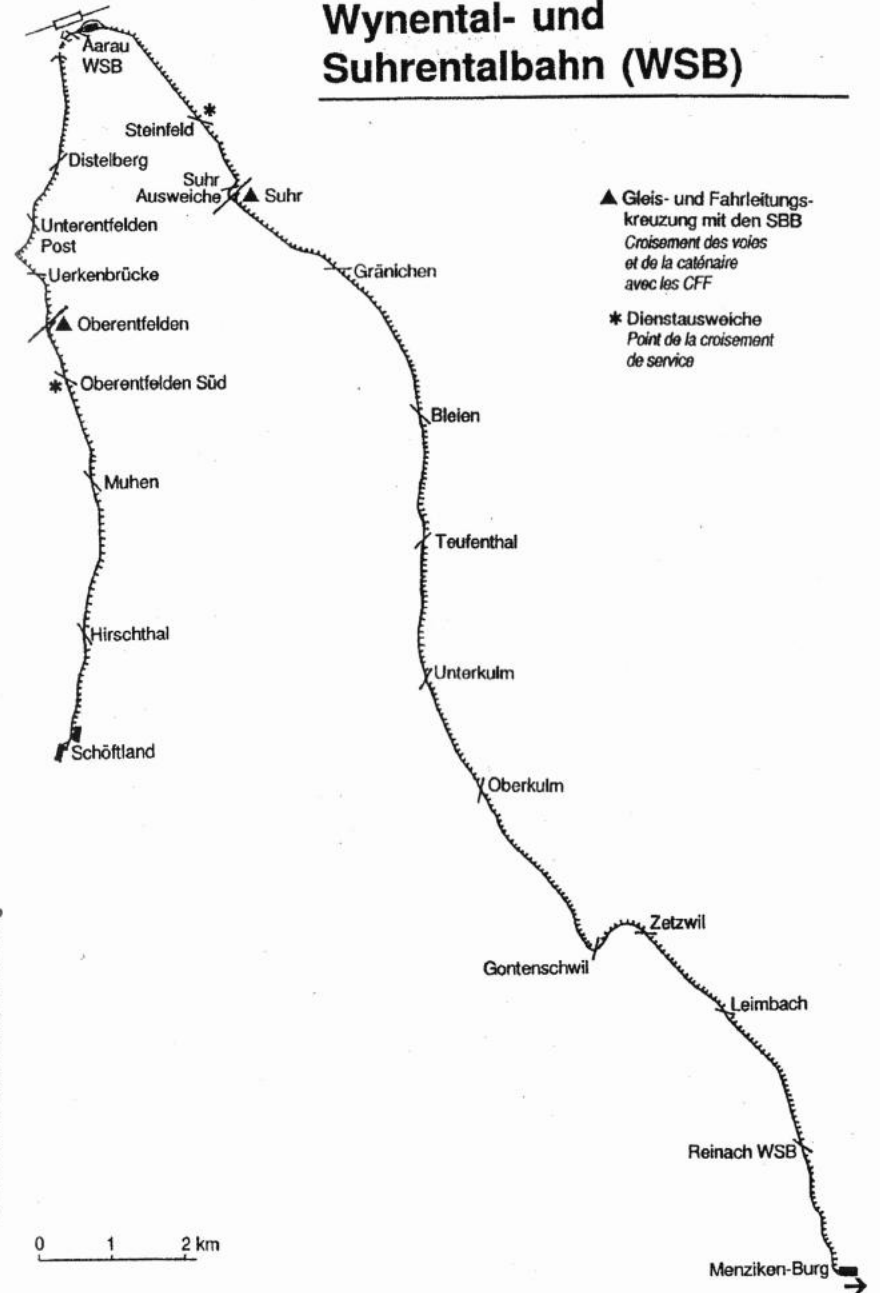 Wynental- und
Suhrentalbahn (WSB)
Aarau
WSB
Steinfeld
*
Distelberg
Suhr
Ausweiche
▲ Suhr
Unterentfelden
Post
Gränichen
Uerkenbrücke
▲ Oberentfelden
* Oberentfelden Süd
Bleien
Muhen
Teufenthal
Hirschthal
Unterkulm
Schöftland
Oberkulm
Zetzwil
Gontenschwil
Leimbach
Reinach WSB
Menziken-Burg
→
▲ Gleis- und Fahrleitungs-
kreuzung mit den SBB
Croisement des voies
et de la caténaire
avec les CFF
* Dienstausweiche
Point de la croisement
de service
0 1 2 km